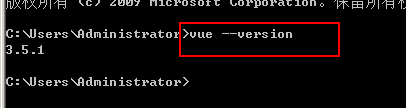 版权所有 (c) 2009 Microsoft Corporation。保留所有权
C:\Users\Administrator>vue --version
3.5.1
C:\Users\Administrator>